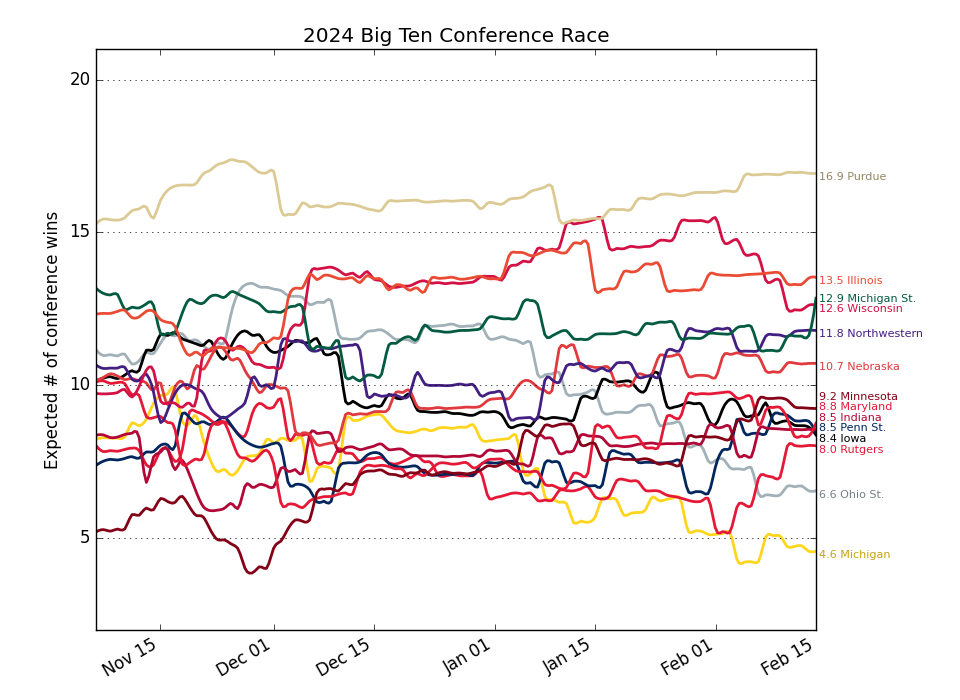 2024 Big Ten Conference Race
Expected # of conference wins
20
15
10
5
16.9 Purdue
13.5 Illinois
12.9 Michigan St.
12.6 Wisconsin
11.8 Northwestern
10.7 Nebraska
9.2 Minnesota
8.8 Maryland
8.5 Indiana
8.5 Penn St.
8.4 Iowa
8.0 Rutgers
6.6 Ohio St.
4.6 Michigan
Nov 15
Dec 01
Dec 15
Jan 01
Jan 15
Feb 01
Feb 15